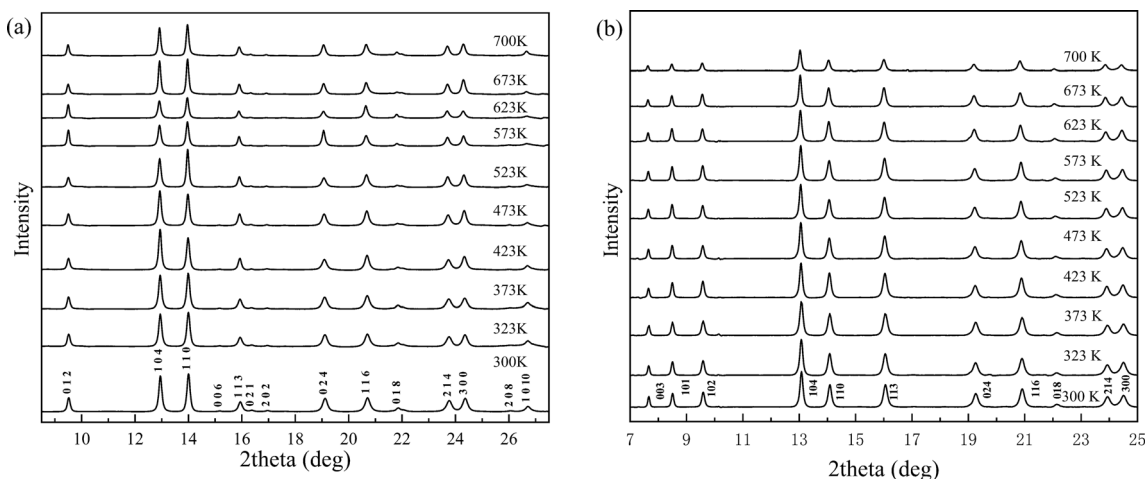 (a)
700K
673K
623K
573K
523K
473K
423K
373K
323K
300K
0 1 2
1 0 4
1 1 0
0 0 6
1 1 3
0 2 1
2 0 2
0 2 4
1 1 6
0 1 8
2 1 4
3 0 0
2 0 8
1 0 10
Intensity
10 12 14 16 18 20 22 24 26
2theta (deg)
(b)
700 K
673 K
623 K
573 K
523 K
473 K
423 K
373 K
323 K
300 K
003
101
102
104
110
113
024
116
018
214
300
Intensity
7 9 11 13 15 17 19 21 23 25
2theta (deg)